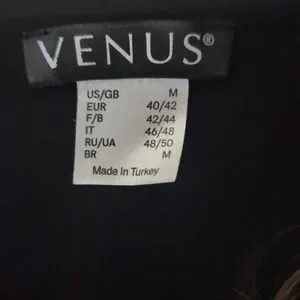 VENUS®
US/GB M
EUR 40/42
F/B 42/44
IT 46/48
RU/UA 48/50
BR M
Made in Turkey